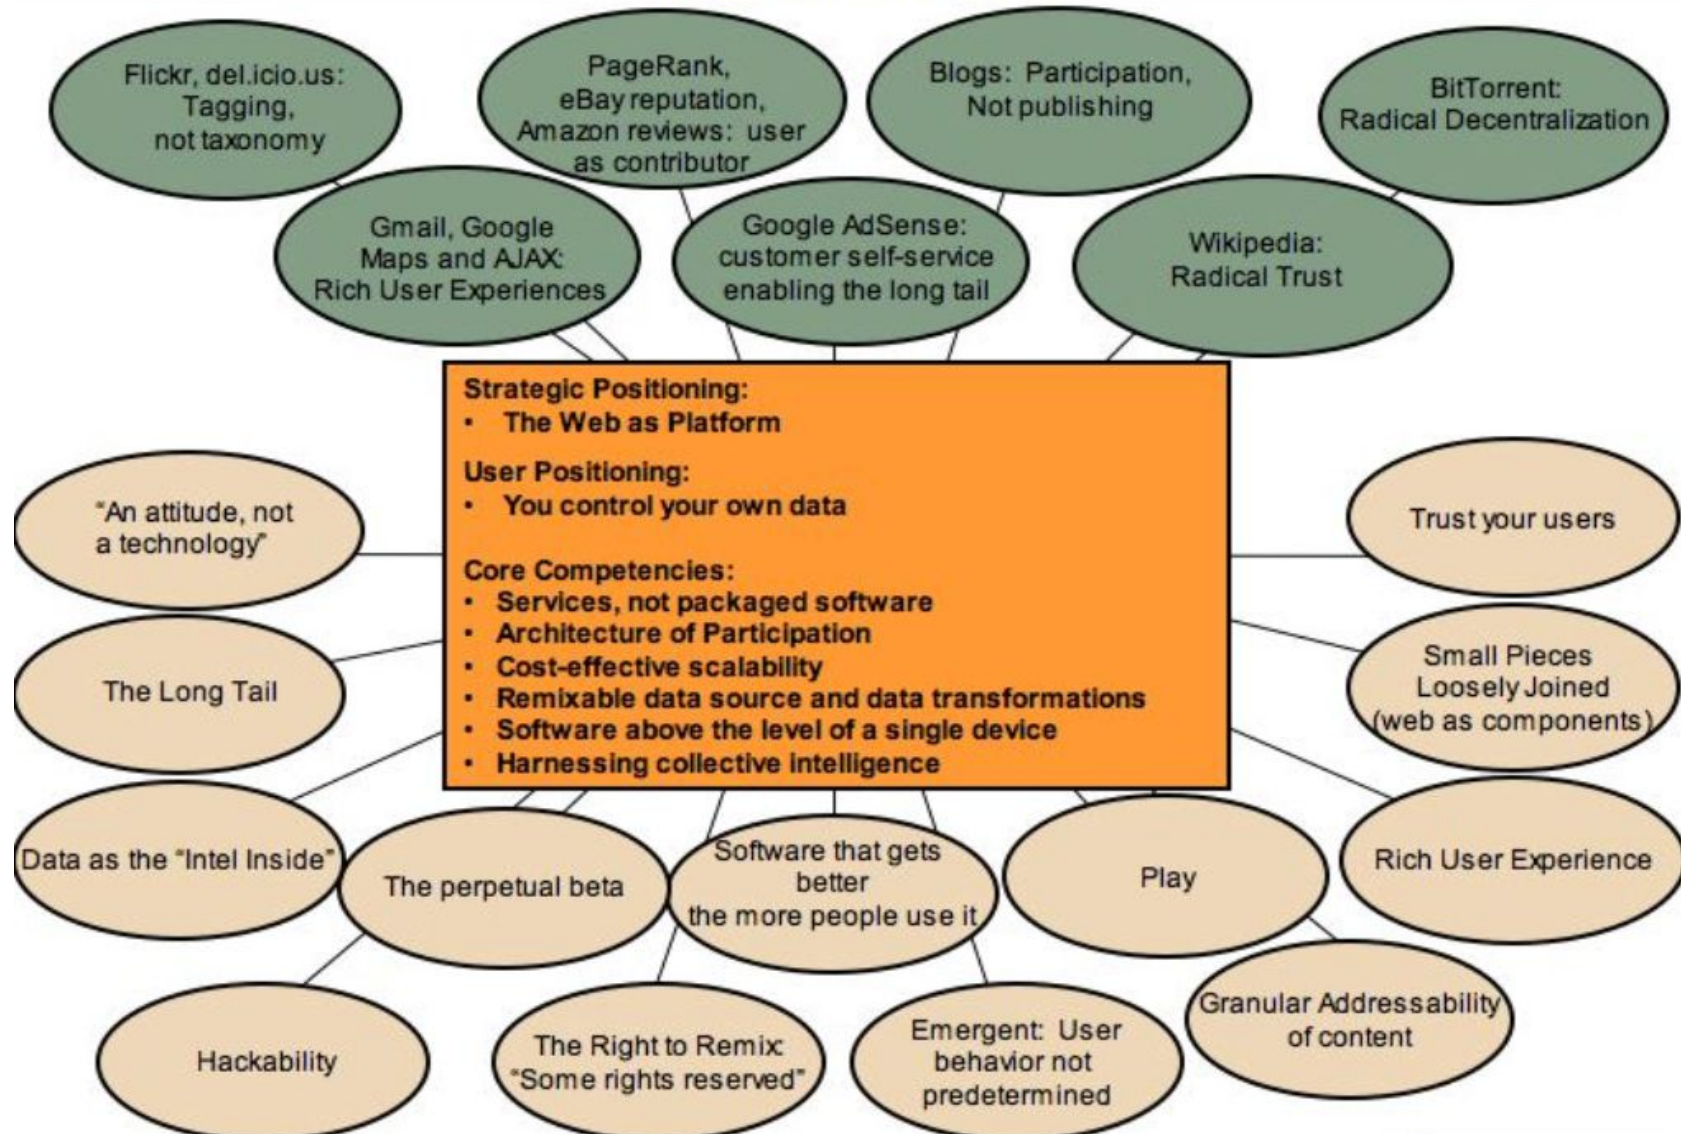 Flickr, del.icio.us:
Tagging,
not taxonomy
PageRank,
eBay reputation,
Amazon reviews: user
as contributor
Blogs: Participation,
Not publishing
BitTorrent:
Radical Decentralization
Gmail, Google
Maps and AJAX:
Rich User Experiences
Google AdSense:
customer self-service
enabling the long tail
Wikipedia:
Radical Trust
Strategic Positioning:
• The Web as Platform
User Positioning:
• You control your own data
Core Competencies:
• Services, not packaged software
• Architecture of Participation
• Cost-effective scalability
• Remixable data source and data transformations
• Software above the level of a single device
• Harnessing collective intelligence
“An attitude, not
a technology”
Trust your users
The Long Tail
Small Pieces
Loosely Joined
(web as components)
Data as the “Intel Inside”
The perpetual beta
Software that gets
better
the more people use it
Play
Rich User Experience
Hackability
The Right to Remix:
“Some rights reserved”
Emergent: User
behavior not
predetermined
Granular Addressability
of content